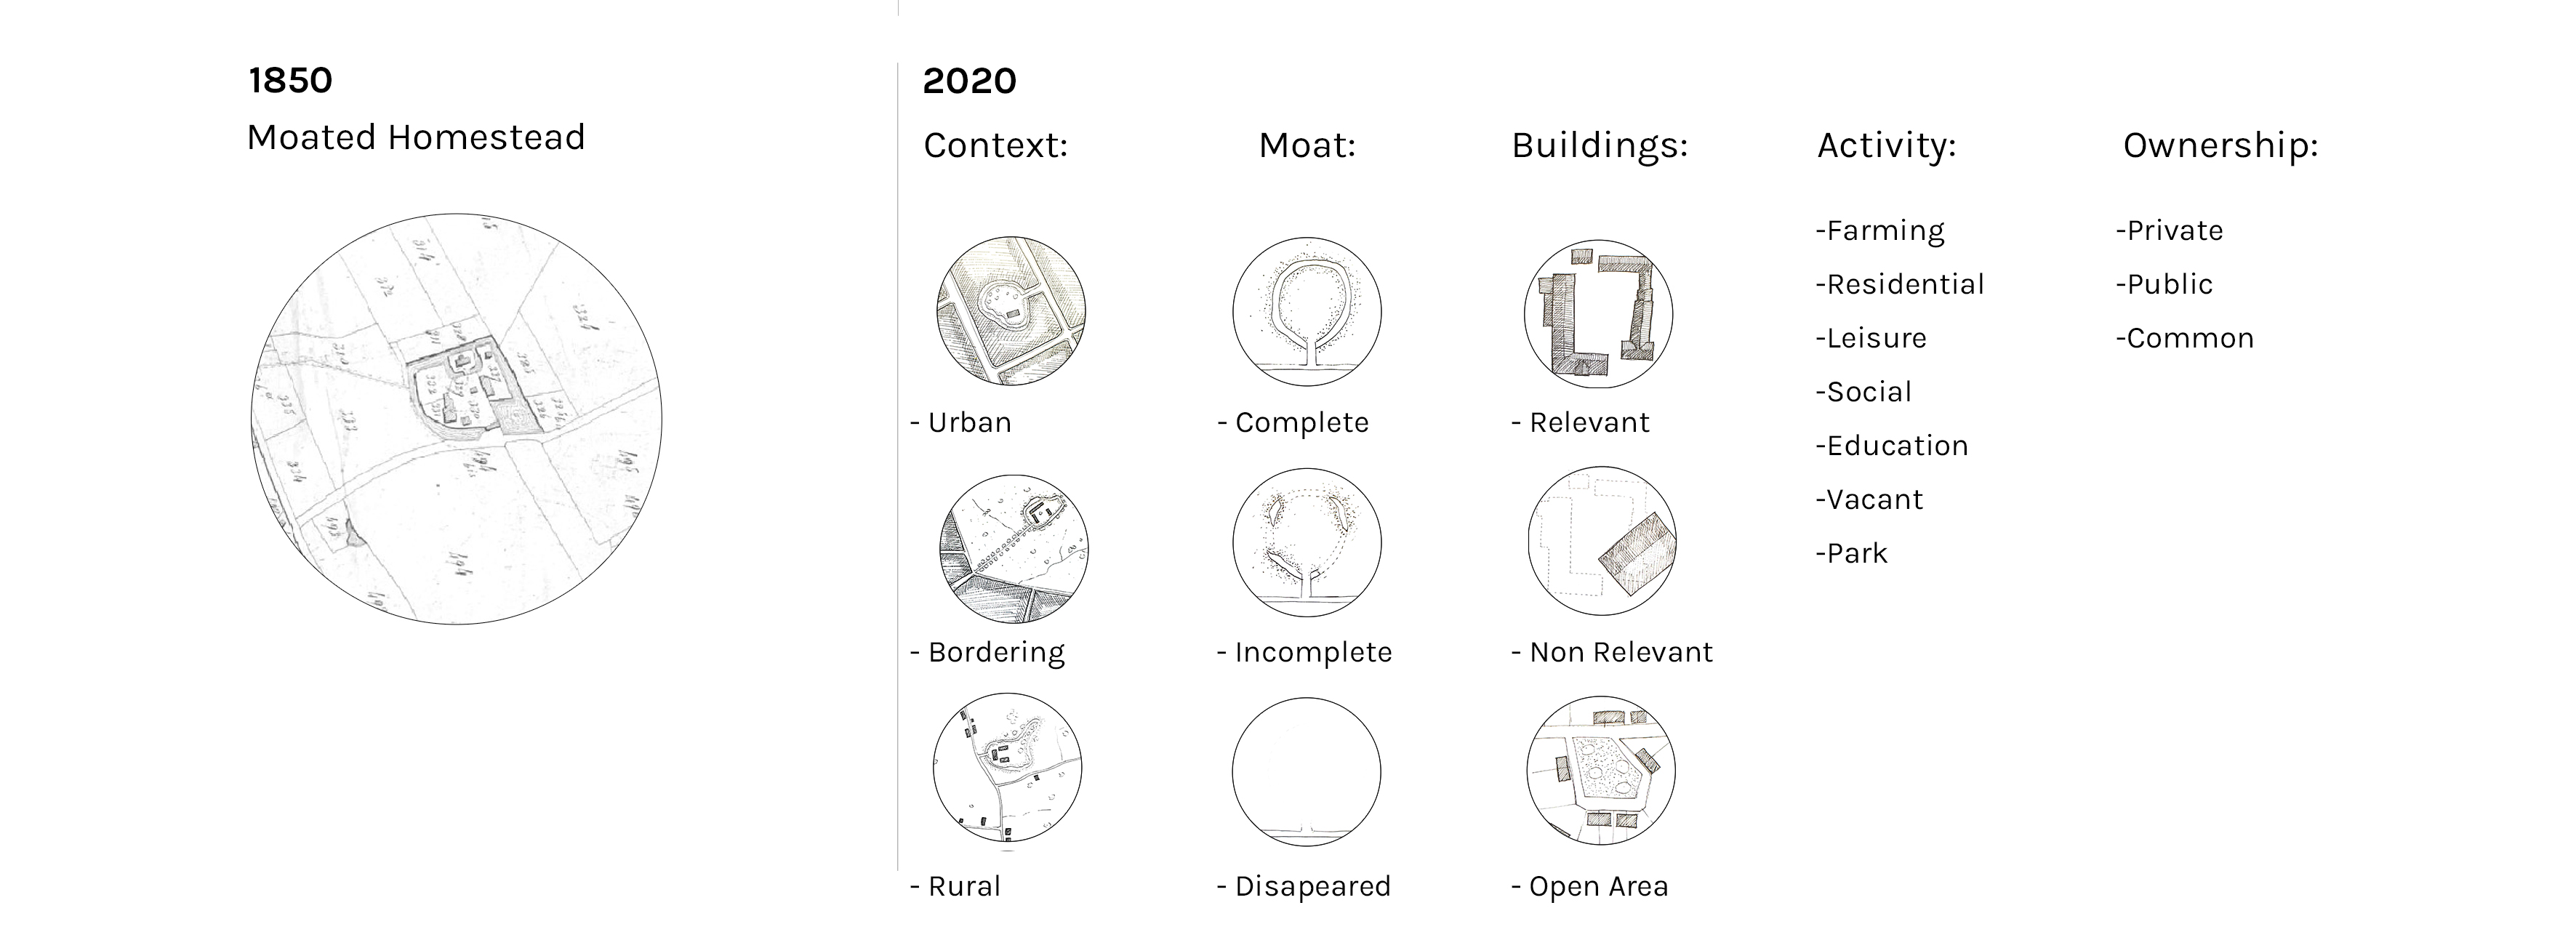 1850
Moated Homestead
2020
Context:
- Urban
- Bordering
- Rural
Moat:
- Complete
- Incomplete
- Disapeared
Buildings:
- Relevant
- Non Relevant
- Open Area
Activity:
-Farming
-Residential
-Leisure
-Social
-Education
-Vacant
-Park
Ownership:
-Private
-Public
-Common